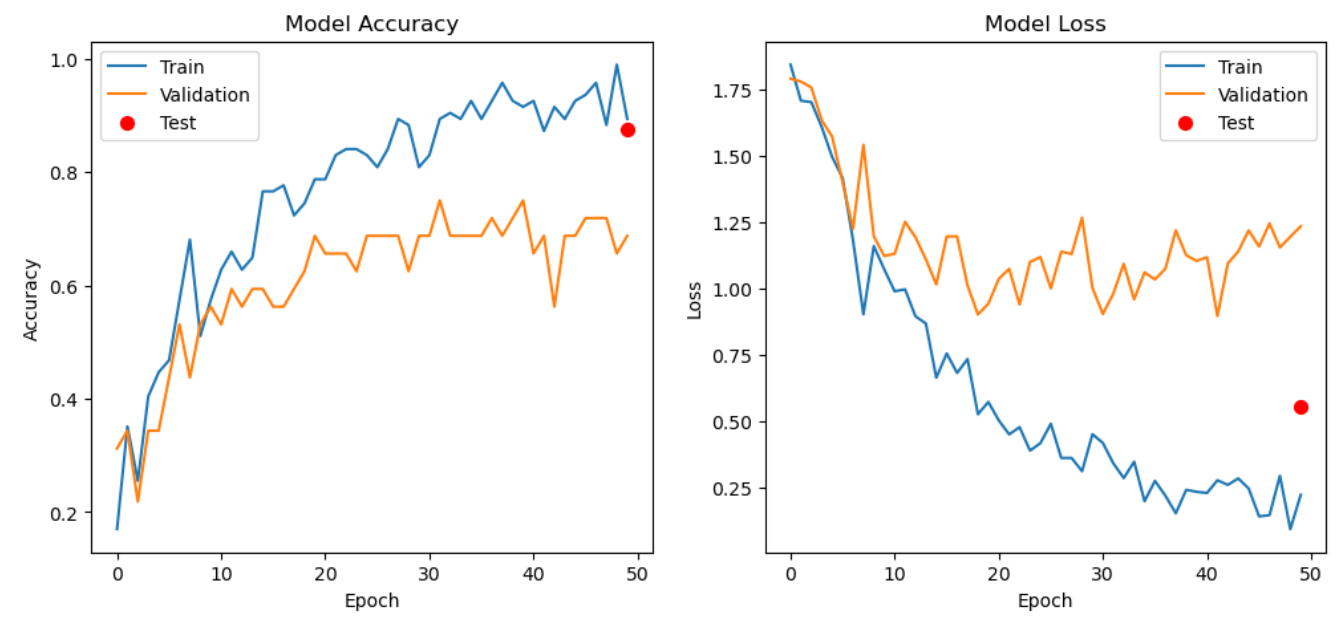 Model Accuracy
1.0
0.8
0.6
0.4
0.2
Accuracy
Train
Validation
Test
0 10 20 30 40 50
Epoch
Model Loss
1.75
1.50
1.25
1.00
0.75
0.50
0.25
Loss
Train
Validation
Test
0 10 20 30 40 50
Epoch